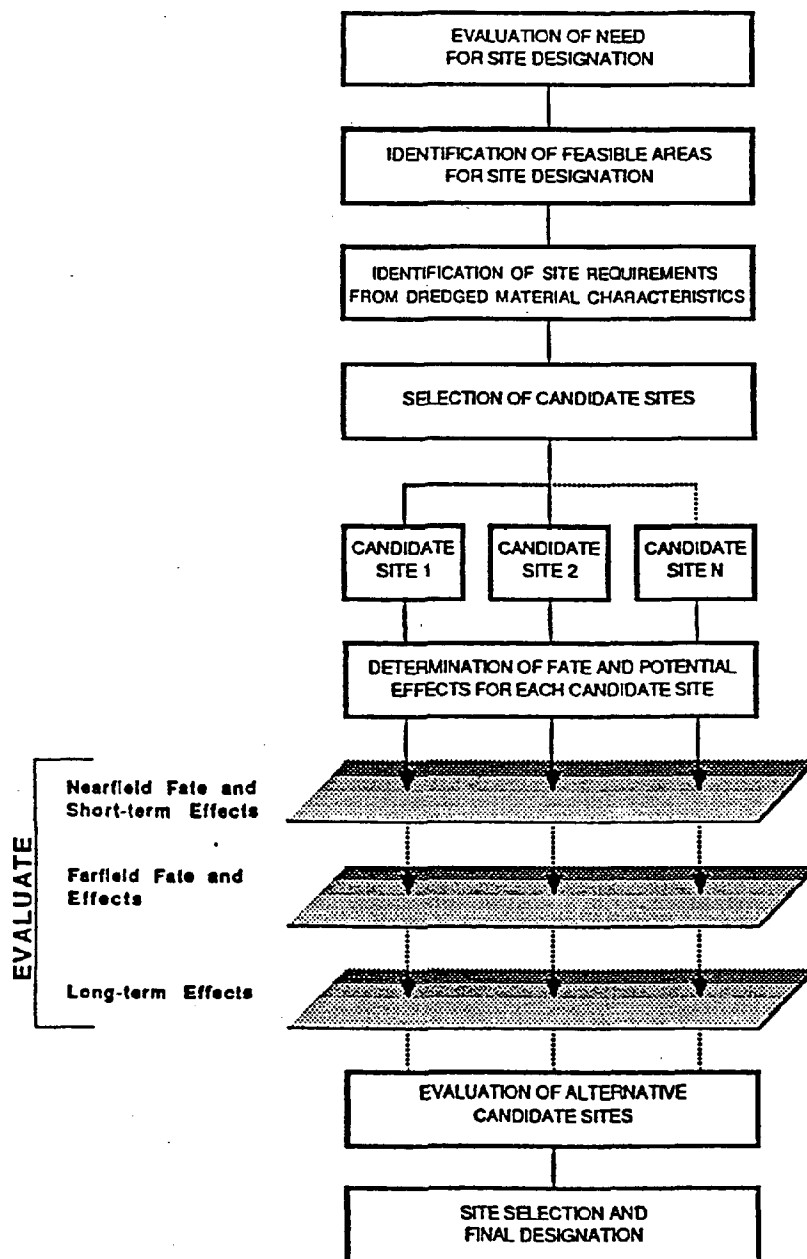 EVALUATION OF NEED
FOR SITE DESIGNATION
IDENTIFICATION OF FEASIBLE AREAS
FOR SITE DESIGNATION
IDENTIFICATION OF SITE REQUIREMENTS
FROM DREDGED MATERIAL CHARACTERISTICS
SELECTION OF CANDIDATE SITES
CANDIDATE
SITE 1
CANDIDATE
SITE 2
CANDIDATE
SITE N
DETERMINATION OF FATE AND POTENTIAL
EFFECTS FOR EACH CANDIDATE SITE
EVALUATE
Nearfield Fate and
Short-term Effects
Farfield Fate and
Effects
Long-term Effects
EVALUATION OF ALTERNATIVE
CANDIDATE SITES
SITE SELECTION AND
FINAL DESIGNATION